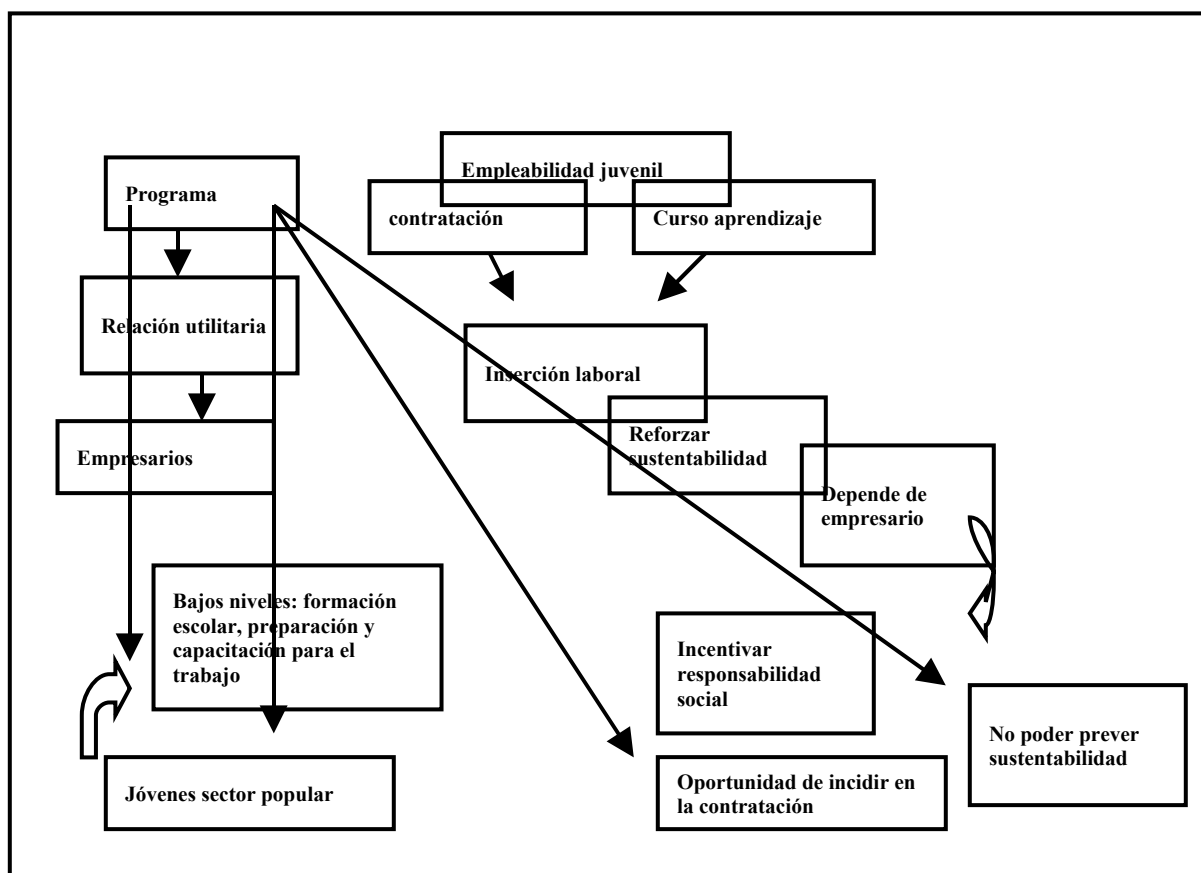 Empleabilidad juvenil
Programa
contratación
Curso aprendizaje
Relación utilitaria
Inserción laboral
Empresarios
Reforzar
sustentabilidad
Depende de
empresario
Bajos niveles: formación
escolar, preparación y
capacitación para el
trabajo
Incentivar
responsabilidad
social
No poder prever
sustentabilidad
Jóvenes sector popular
Oportunidad de incidir en
la contratación